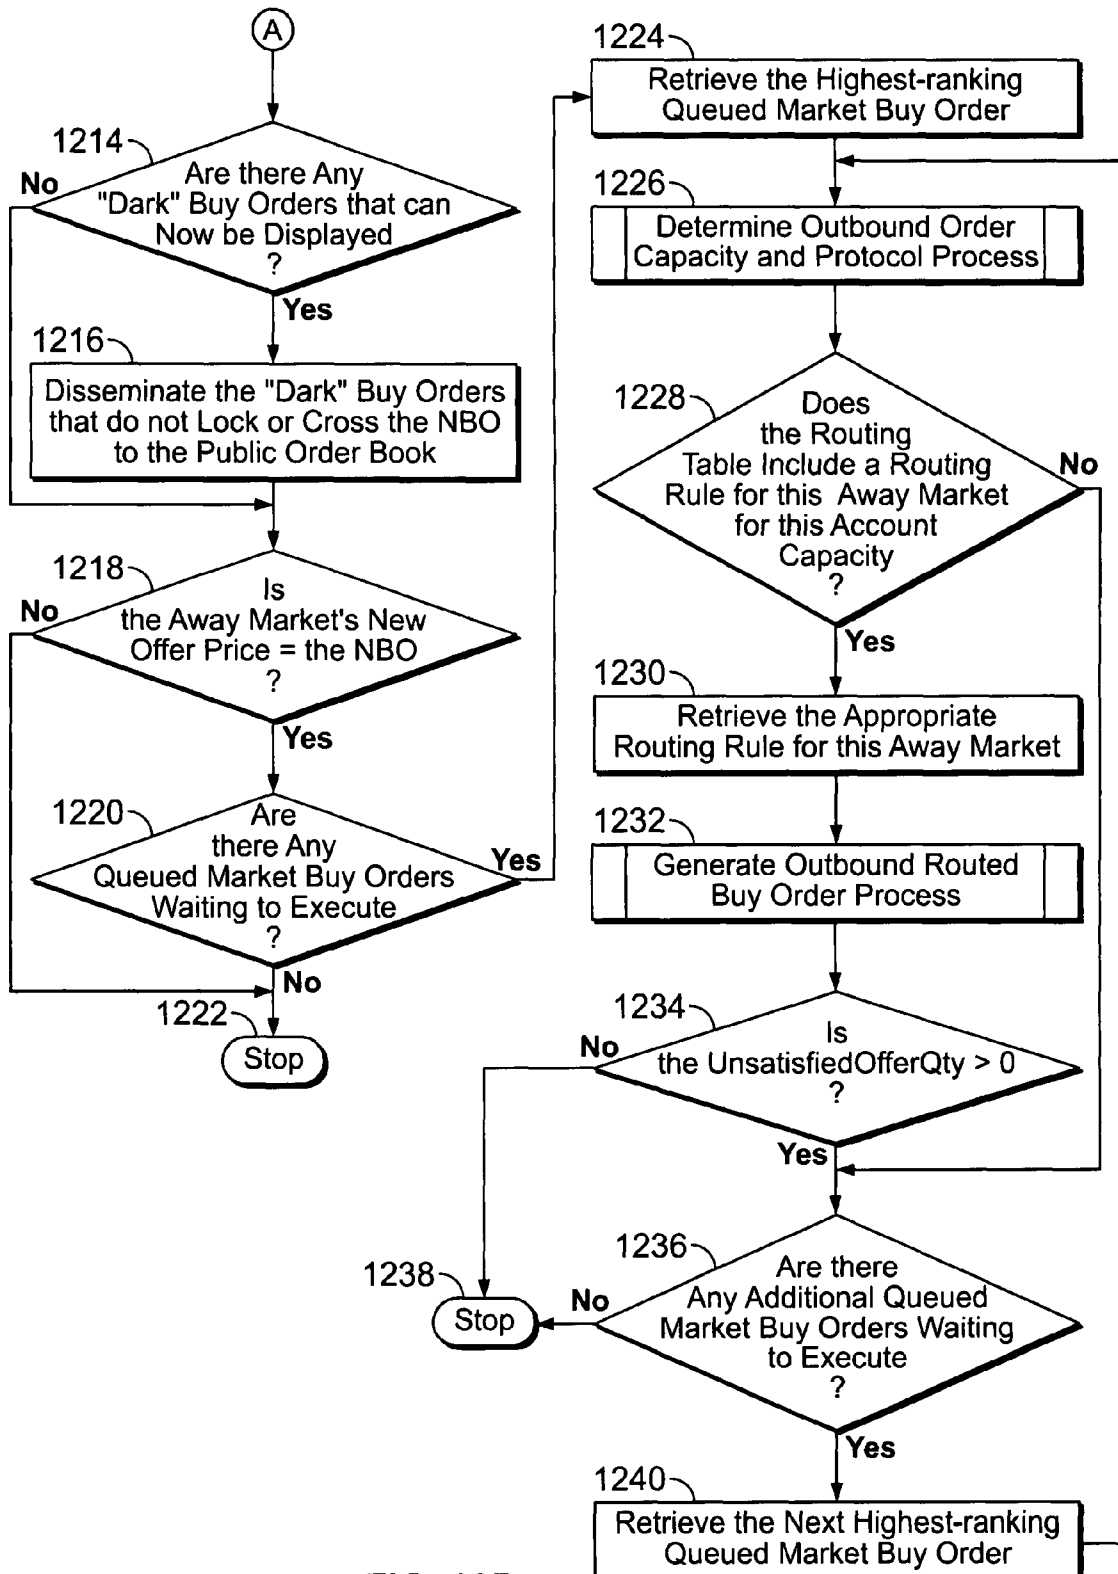 A
1214
Are there Any
"Dark" Buy Orders that can
Now be Displayed
?
No
Yes
1216
Disseminate the "Dark" Buy Orders
that do not Lock or Cross the NBO
to the Public Order Book
1218
Is
the Away Market's New
Offer Price = the NBO
?
No
Yes
1220
Are
there Any
Queued Market Buy Orders
Waiting to Execute
?
Yes
No
1222
Stop
1224
Retrieve the Highest-ranking
Queued Market Buy Order
1226
Determine Outbound Order
Capacity and Protocol Process
1228
Does
the Routing
Table Include a Routing
Rule for this Away Market
for this Account
Capacity
?
No
Yes
1230
Retrieve the Appropriate
Routing Rule for this Away Market
1232
Generate Outbound Routed
Buy Order Process
1234
Is
the UnsatisfiedOfferQty > 0
?
No
Yes
1236
Are there
Any Additional Queued
Market Buy Orders Waiting
to Execute
?
No
Yes
1238
Stop
1240
Retrieve the Next Highest-ranking
Queued Market Buy Order